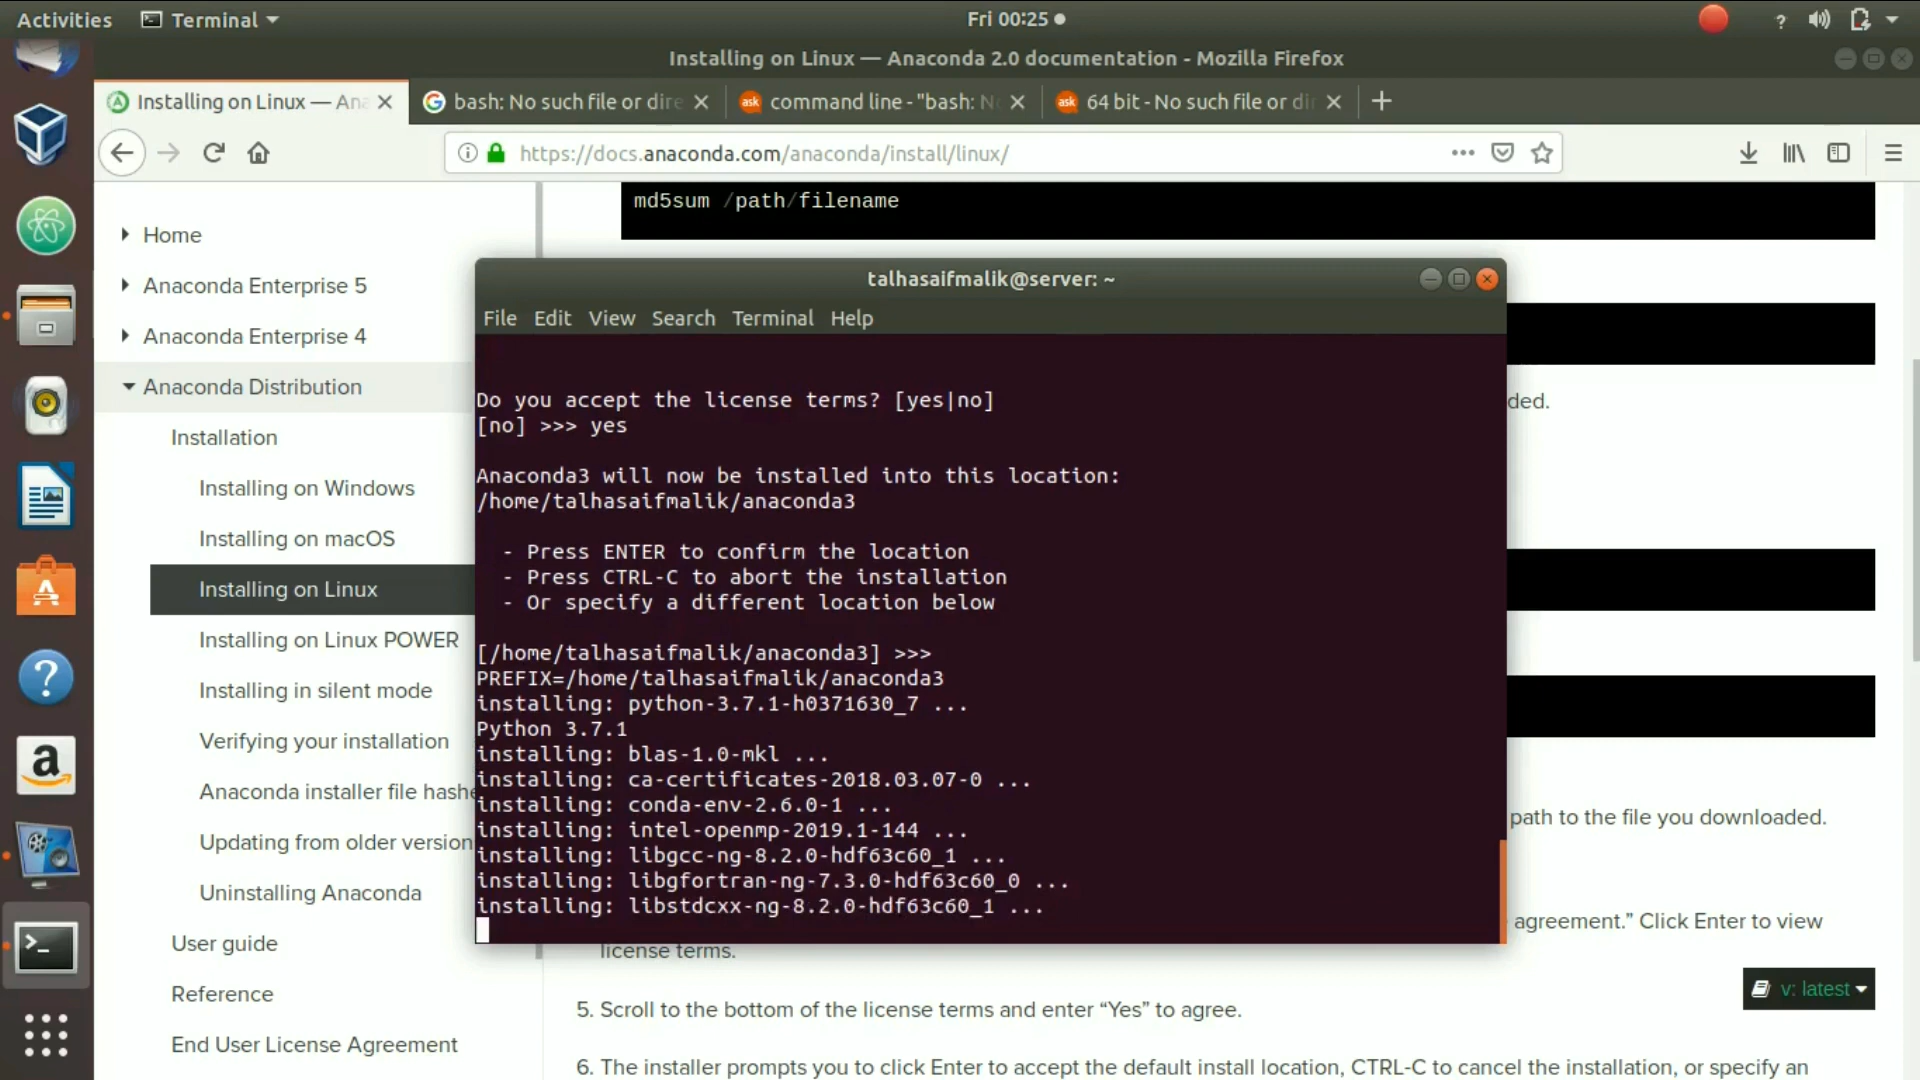 Activities
Terminal
Fri 00:25
?
Installing on Linux — Anaconda 2.0 documentation - Mozilla Firefox
Installing on Linux — Ana
bash: No such file or dire
ask command line - "bash: N
ask 64 bit - No such file or di
https://docs.anaconda.com/anaconda/install/linux/
md5sum /path/filename
Home
Anaconda Enterprise 5
Anaconda Enterprise 4
Anaconda Distribution
Installation
Installing on Windows
Installing on macOS
Installing on Linux
Installing on Linux POWER
Installing in silent mode
Verifying your installation
Anaconda installer file hashe
Updating from older version
Uninstalling Anaconda
User guide
Reference
End User License Agreement
talhasaifmalik@server: ~
File Edit View Search Terminal Help
Do you accept the license terms? [yes|no]
[no] >>> yes
Anaconda3 will now be installed into this location:
/home/talhasaifmalik/anaconda3
- Press ENTER to confirm the location
- Press CTRL-C to abort the installation
- Or specify a different location below
[/home/talhasaifmalik/anaconda3] >>>
PREFIX=/home/talhasaifmalik/anaconda3
installing: python-3.7.1-h0371630_7 ...
Python 3.7.1
installing: blas-1.0-mkl ...
installing: ca-certificates-2018.03.07-0 ...
installing: conda-env-2.6.0-1 ...
installing: intel-openmp-2019.1-144 ...
installing: libgcc-ng-8.2.0-hdf63c60_1 ...
installing: libgfortran-ng-7.3.0-hdf63c60_0 ...
installing: libstdcxx-ng-8.2.0-hdf63c60_1 ...
ded.
path to the file you downloaded.
agreement.” Click Enter to view
license terms.
v: latest
5. Scroll to the bottom of the license terms and enter “Yes” to agree.
6. The installer prompts you to click Enter to accept the default install location, CTRL-C to cancel the installation, or specify an